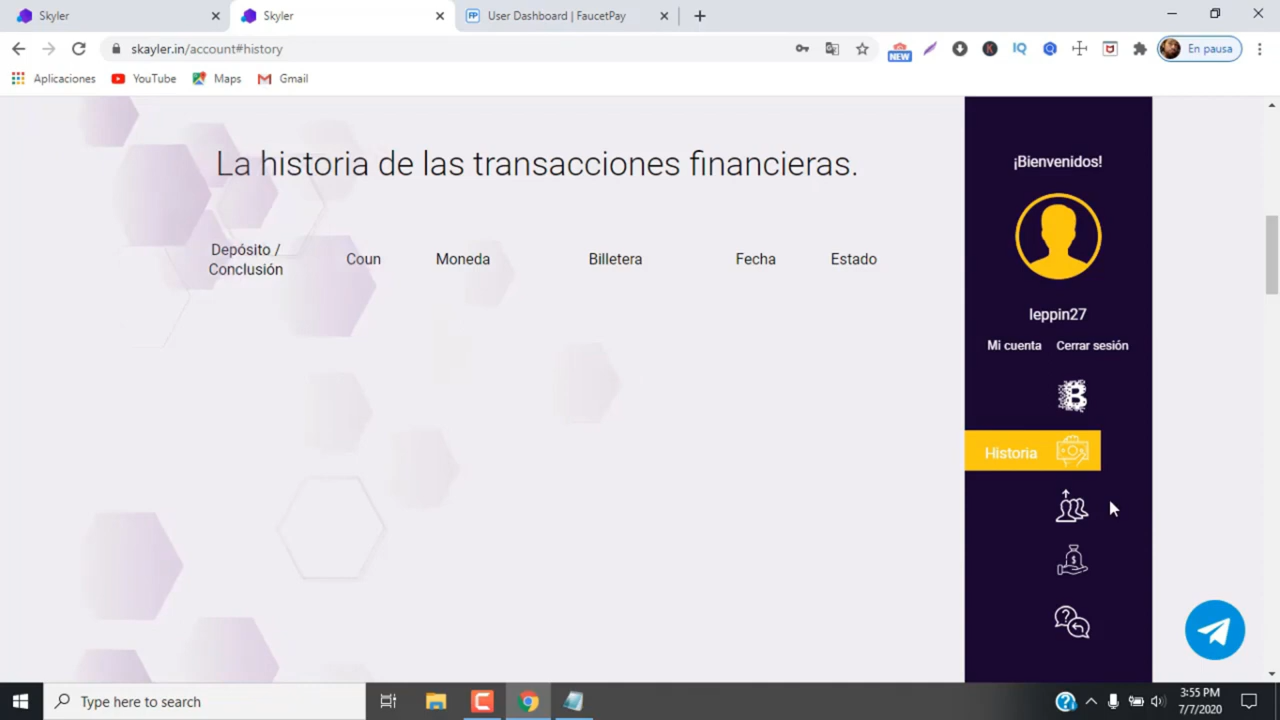 Skyler
Skyler
User Dashboard | FaucetPay
skayler.in/account#history
NEW
IQ
En pausa
Aplicaciones
YouTube
Maps
Gmail
La historia de las transacciones financieras.
Depósito /
Conclusión
Coun
Moneda
Billetera
Fecha
Estado
¡Bienvenidos!
leppin27
Mi cuenta
Cerrar sesión
Historia
Type here to search
3:55 PM
7/7/2020